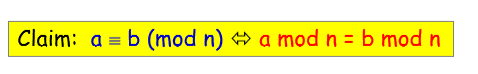 Claim: a ≡ b (mod n) ⇔ a mod n = b mod n